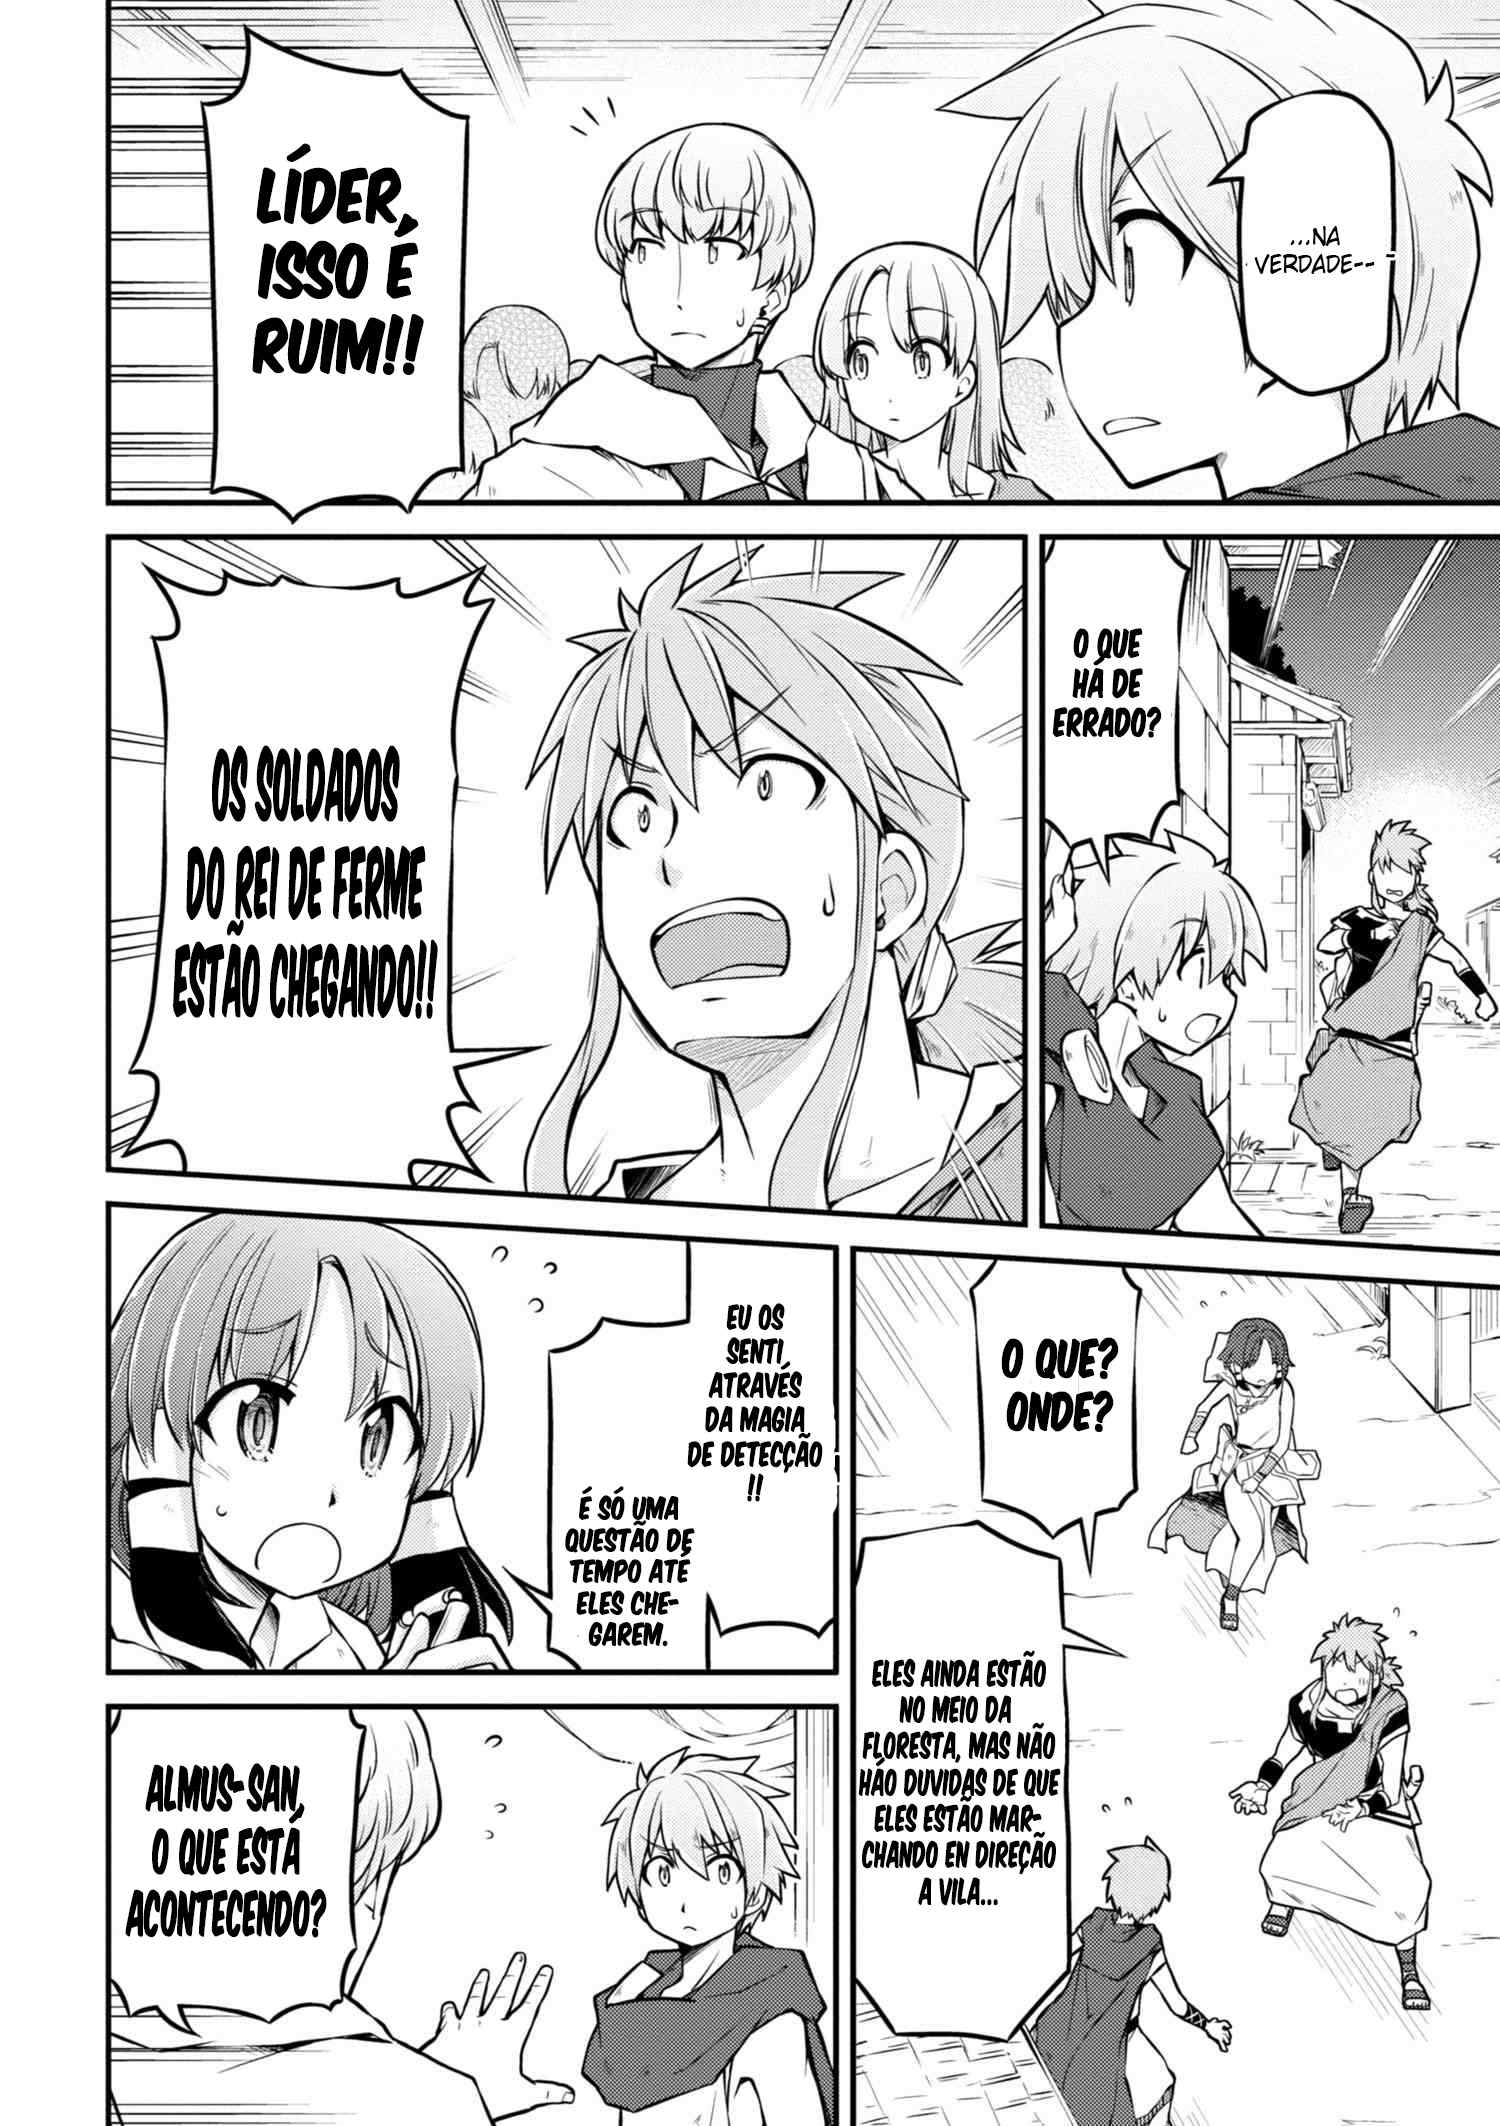 ...NA
VERDADE--
LÍDER,
ISSO É
RUIM!!
O QUE
HÁ DE
ERRADO?
OS SOLDADOS
DO REI DE FERME
ESTÃO CHEGANDO!!
O QUE?
ONDE?
ELES AINDA ESTÃO
NO MEIO DA
FLORESTA, MAS NÃO
HÁO DUVIDAS DE QUE
ELES ESTÃO MAR-
CHANDO EN DIREÇÃO
A VILA...
EU OS
SENTI
ATRAVÉS
DA MAGIA
DE DETECÇÃO
!!
É SÓ UMA
QUESTÃO DE
TEMPO ATÉ
ELES CHE-
GAREM.
ALMUS-SAN,
O QUE ESTÁ
ACONTECENDO?